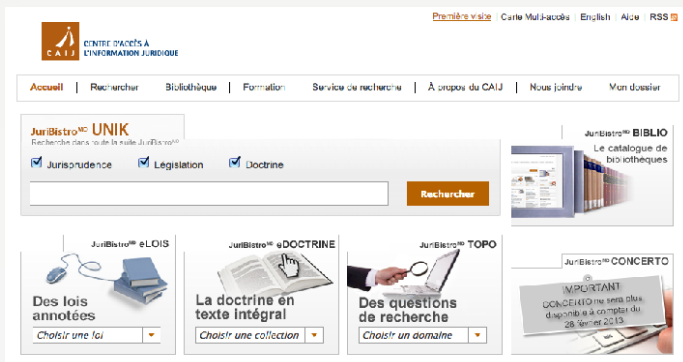 Première visite | Carte Multi-accès | English | Aide | RSS
CAIJ
CENTRE D'ACCÈS À
L'INFORMATION JURIDIQUE
Accueil | Rechercher | Bibliothèque | Formation | Service de recherche | À propos du CAIJ | Nous joindre | Mon dossier
JuriBistro MD UNIK
Recherche dans toute la suite JuriBistro MD
Jurisprudence Législation Doctrine
Rechercher
JuriBistro MD BIBLIO
Le catalogue de
bibliothèques
JuriBistro MD eLOIS
Des lois
annotées
Choisir une loi
JuriBistro MD eDOCTRINE
La doctrine en
texte intégral
Choisir une collection
JuriBistro MD TOPO
Des questions
de recherche
Choisir un domaine
JuriBistro MD CONCERTO
IMPORTANT
CONCERTO ne sera plus
disponible à compter du
28 février 2013